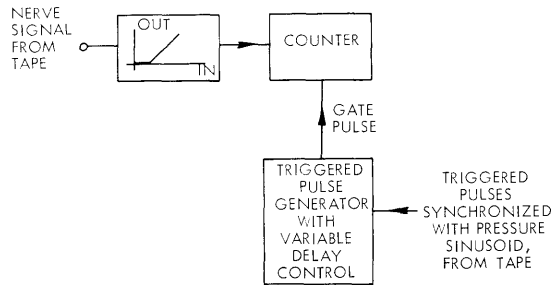 NERVE
SIGNAL
FROM
TAPE
OUT
IN
COUNTER
GATE
PULSE
TRIGGERED
PULSE
GENERATOR
WITH
VARIABLE
DELAY
CONTROL
TRIGGERED
PULSES
SYNCHRONIZED
WITH PRESSURE
SINUSOID,
FROM TAPE